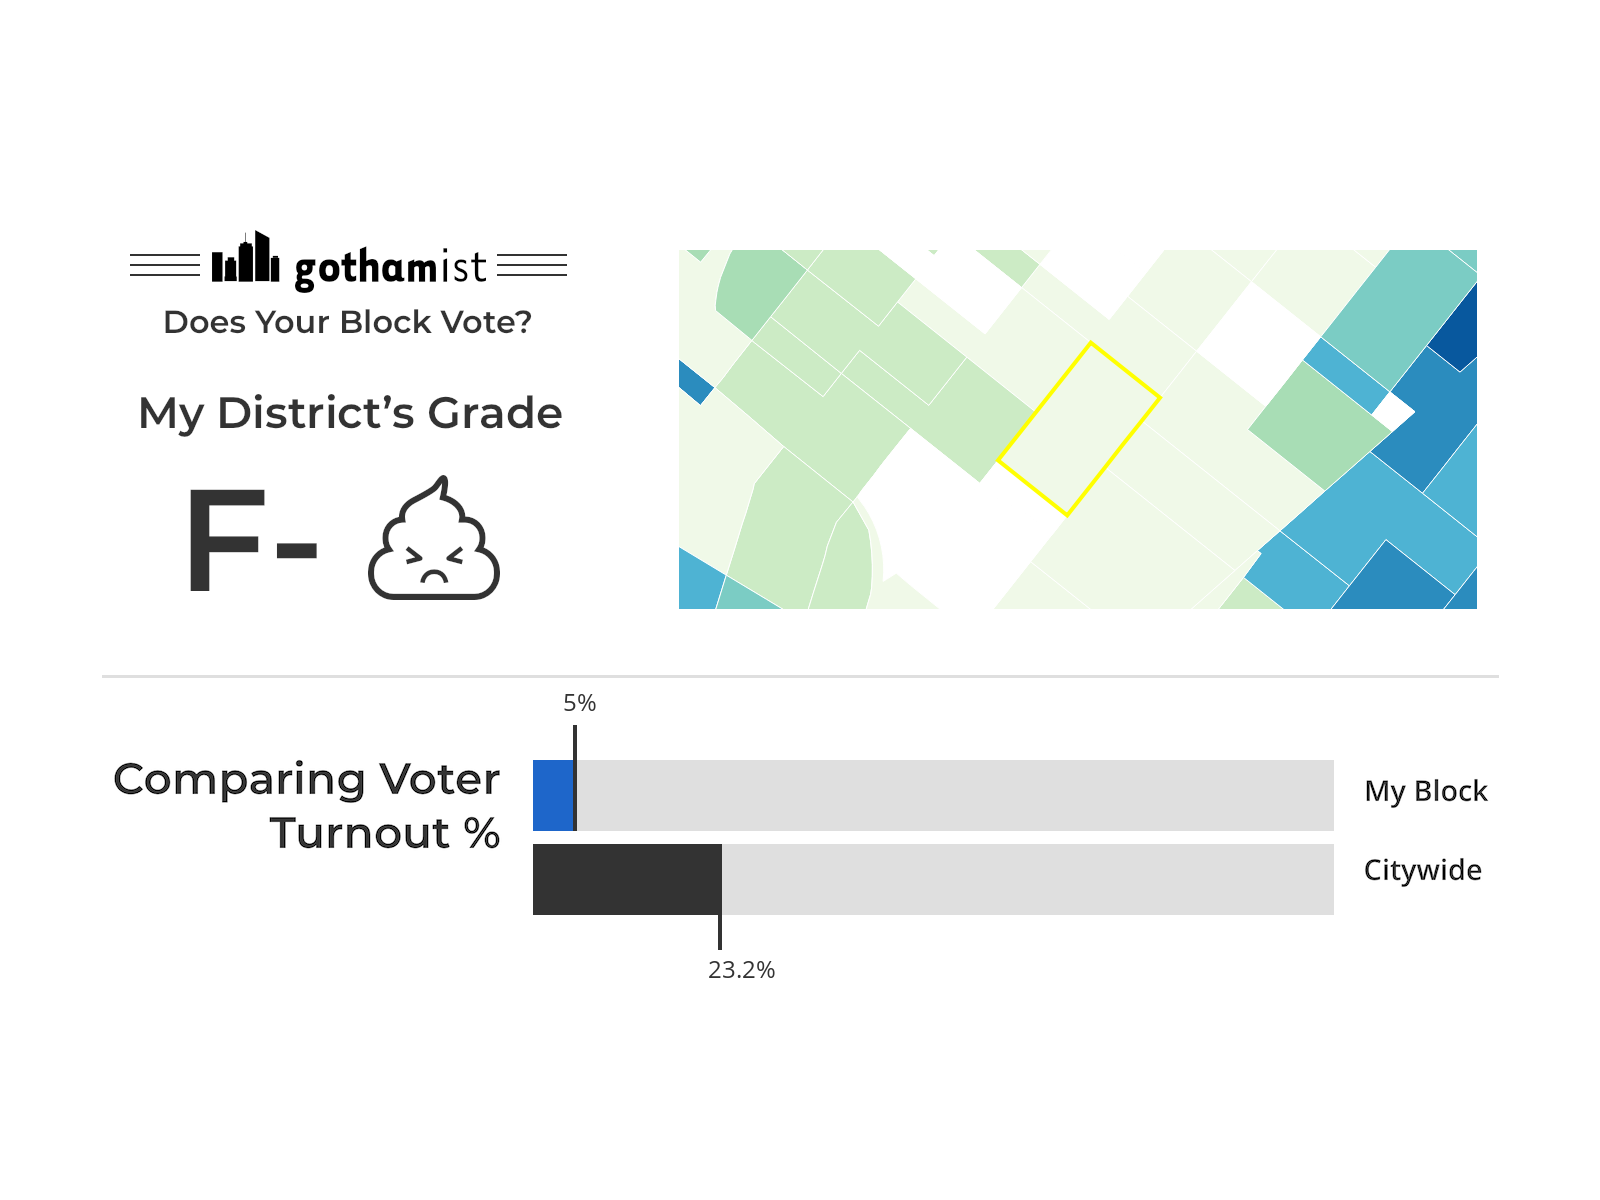 gothamist
Does Your Block Vote?
My District’s Grade
F-
5%
Comparing Voter
Turnout %
My Block
Citywide
23.2%